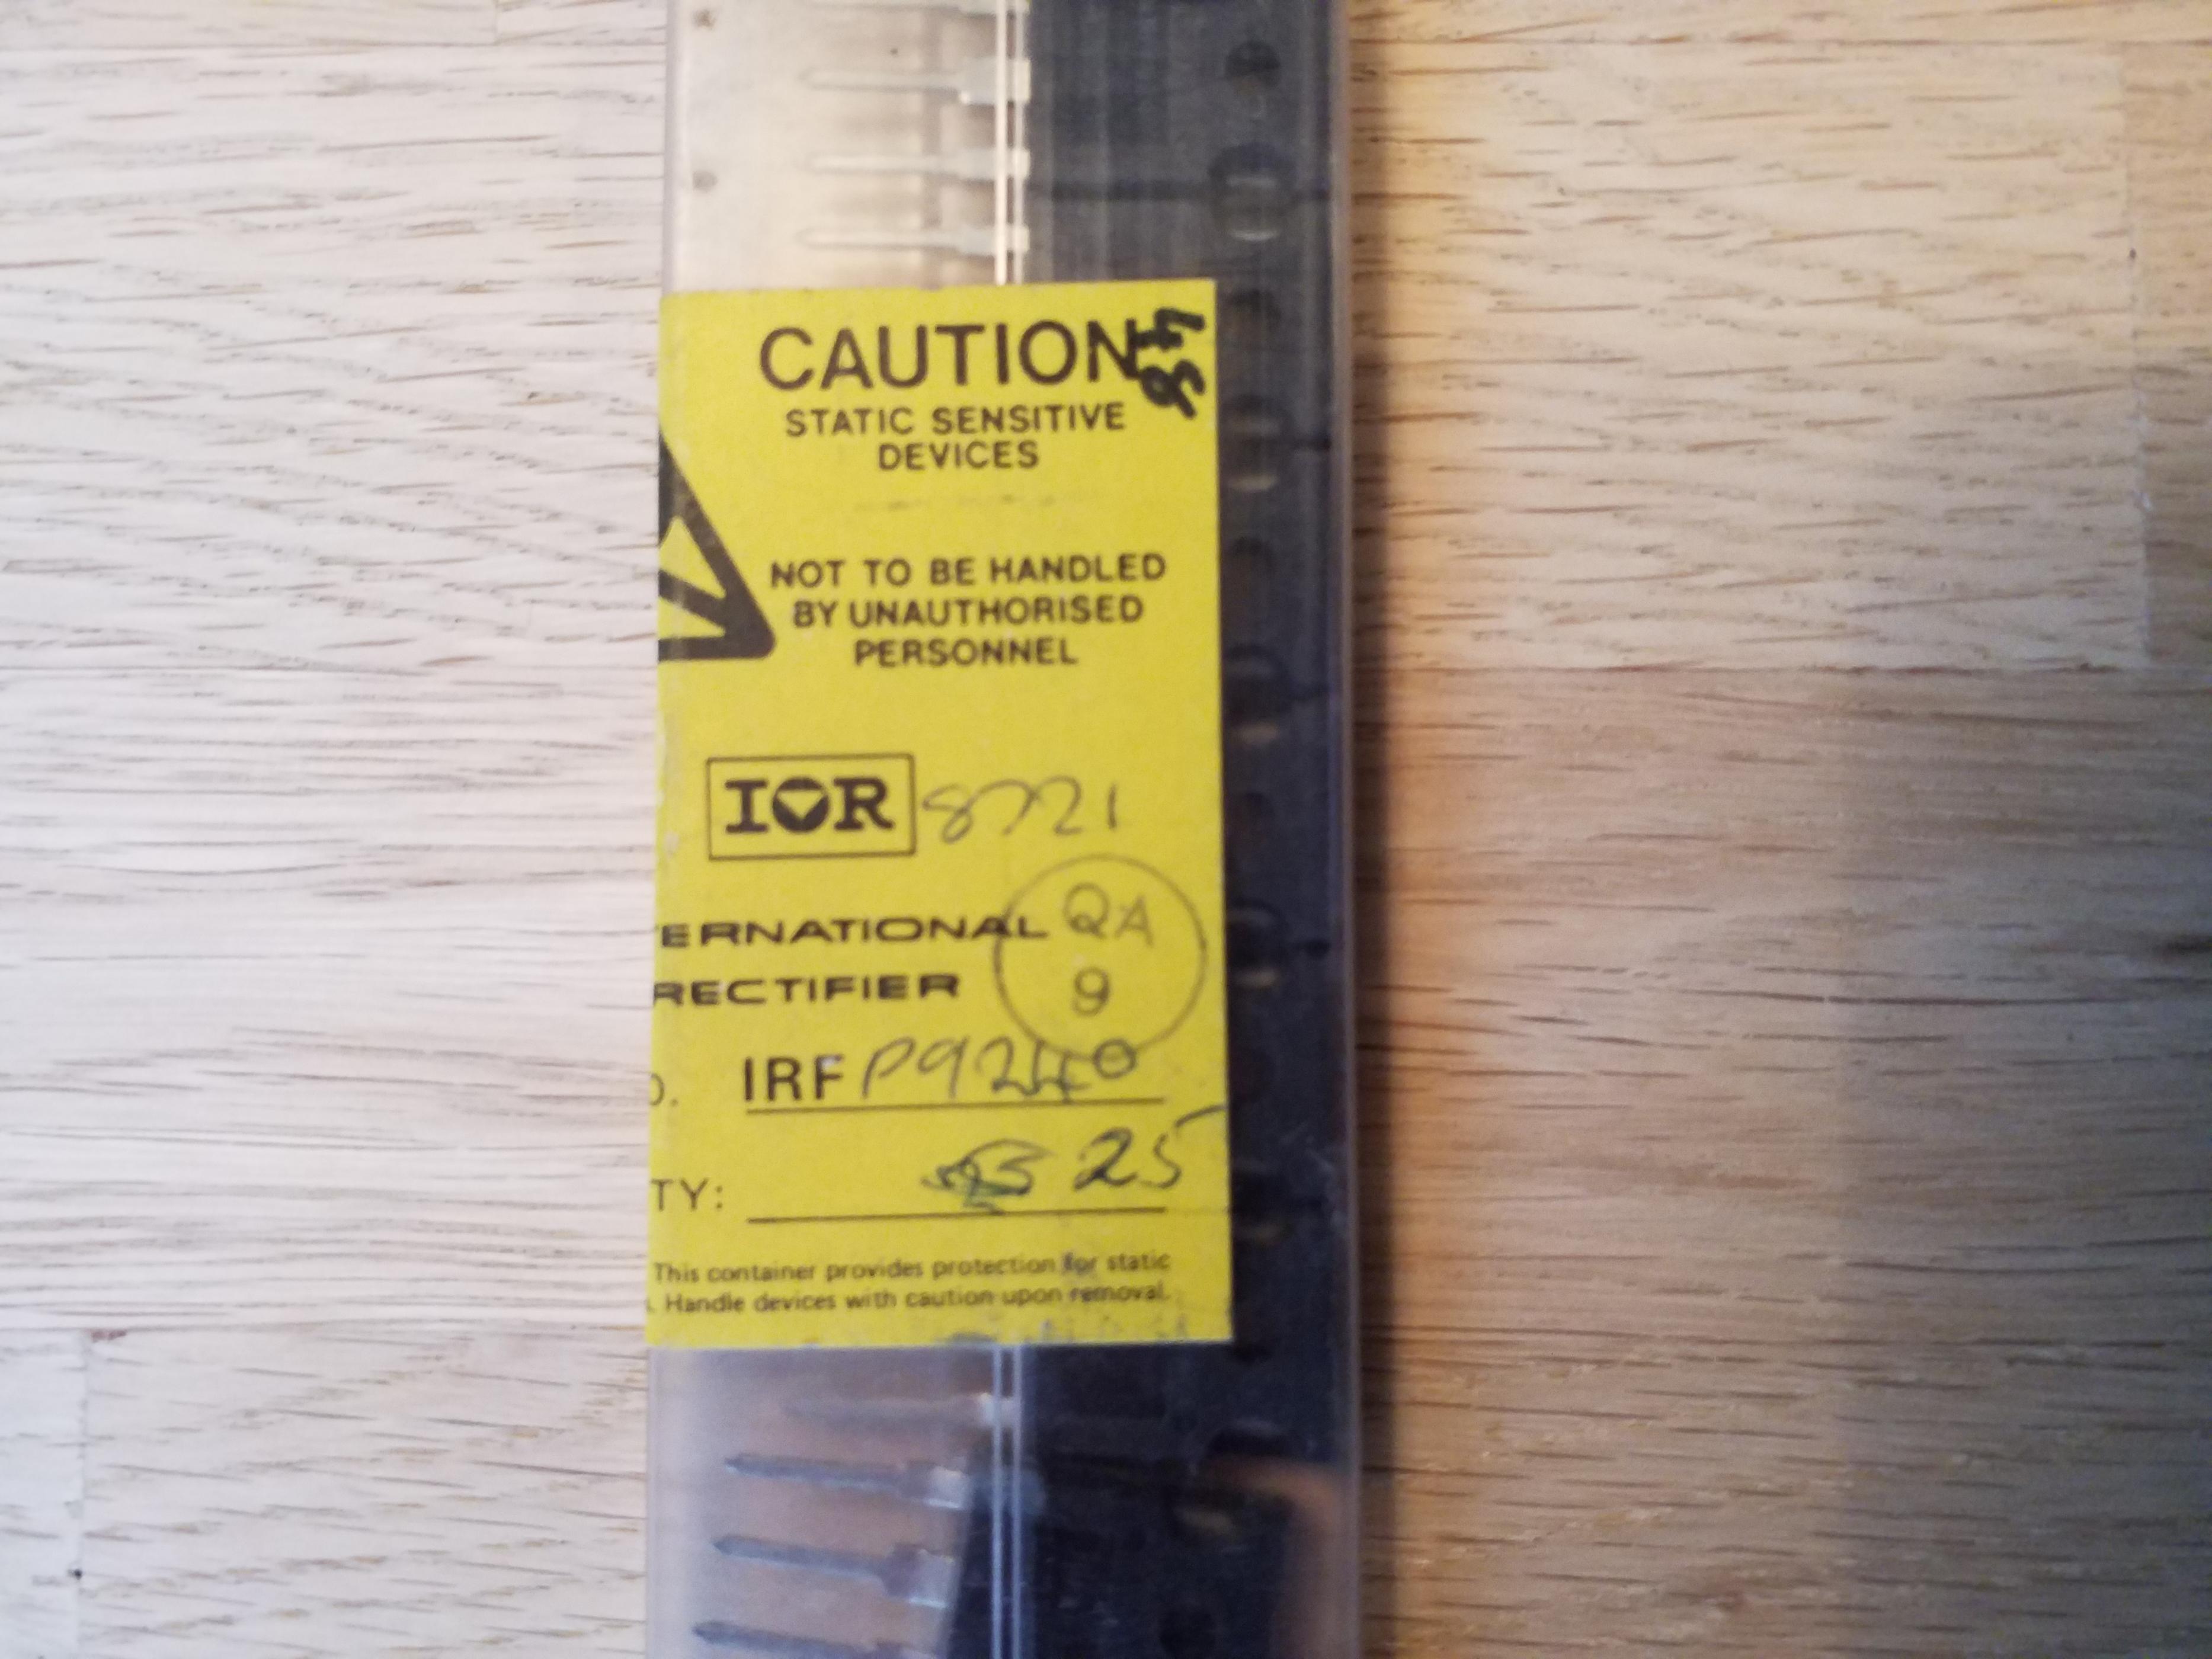 CAUTION
STATIC SENSITIVE
DEVICES
NOT TO BE HANDLED
BY UNAUTHORISED
PERSONNEL
IOR 8721
QA
9
ERNATIONAL
RECTIFIER
IRF P9240
TY: 25
This container provides protection for static
Handle devices with caution upon removal.